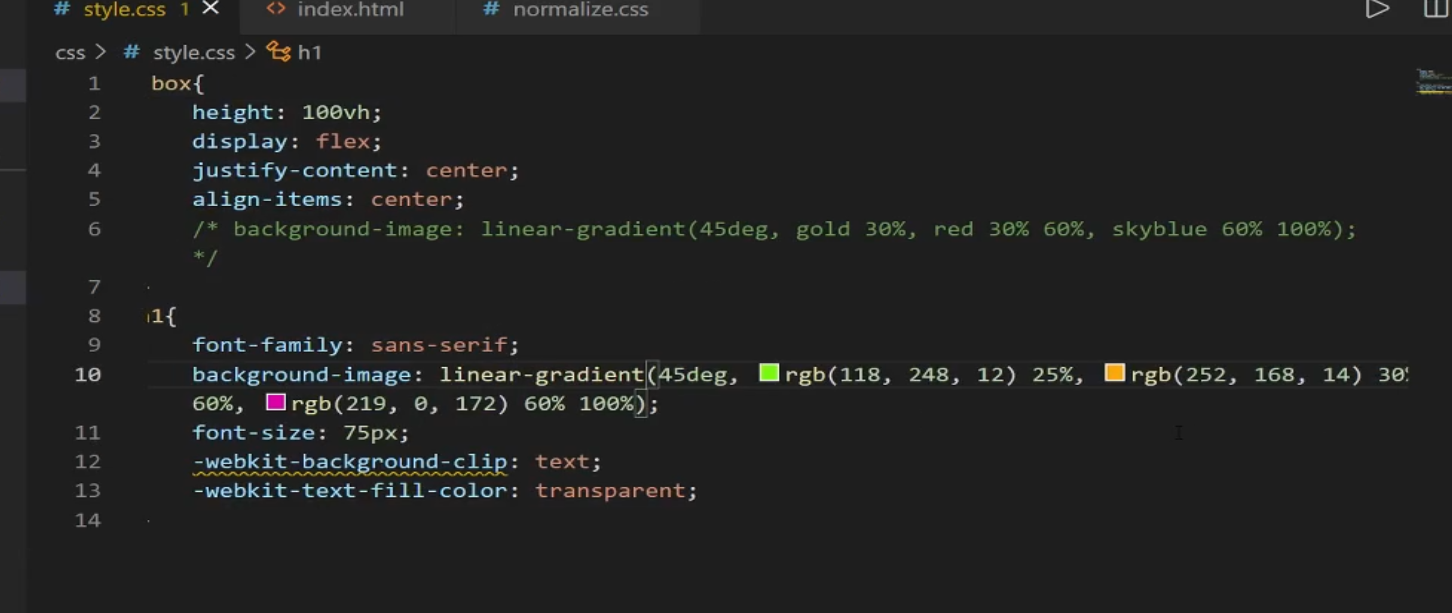 # style.css 1 × <> index.html # normalize.css
css > # style.css > h1
1 box{
2 height: 100vh;
3 display: flex;
4 justify-content: center;
5 align-items: center;
6 /* background-image: linear-gradient(45deg, gold 30%, red 30% 60%, skyblue 60% 100%);
*/
7
8 1{
9 font-family: sans-serif;
10 background-image: linear-gradient(45deg, rgb(118, 248, 12) 25%, rgb(252, 168, 14) 30%
60%, rgb(219, 0, 172) 60% 100%);
11 font-size: 75px;
12 -webkit-background-clip: text;
13 -webkit-text-fill-color: transparent;
14